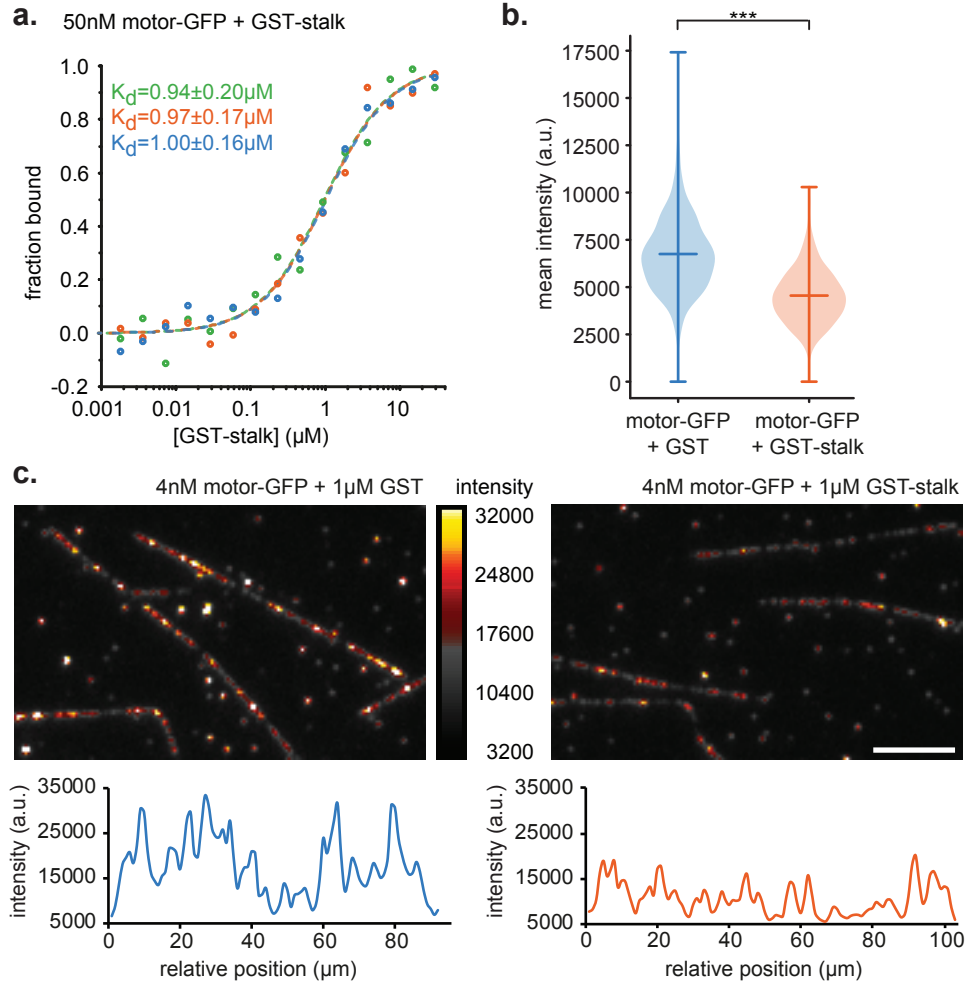 a.
50nM motor-GFP + GST-stalk
1.0
0.8
0.6
0.4
0.2
0.0
-0.2
fraction bound
Kd=0.94±0.20µM
Kd=0.97±0.17µM
Kd=1.00±0.16µM
0.001 0.01 0.1 1 10
[GST-stalk] (µM)
b.
***
17500
15000
12500
10000
7500
5000
2500
0
mean intensity (a.u.)
motor-GFP motor-GFP
+ GST + GST-stalk
c.
4nM motor-GFP + 1µM GST
intensity
32000
24800
17600
10400
3200
4nM motor-GFP + 1µM GST-stalk
35000
25000
15000
5000
intensity (a.u.)
0 20 40 60 80
relative position (µm)
35000
25000
15000
5000
intensity (a.u.)
0 20 40 60 80 100
relative position (µm)